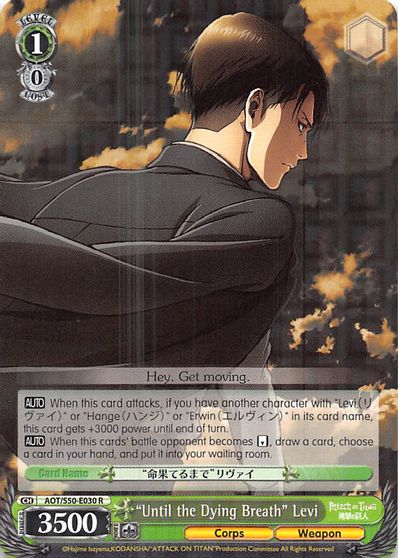 LEVEL
1
0
COST
Hey. Get moving.
AUTO When this card attacks, if you have another character with "Levi(リ
ヴァイ)" or "Hange(ハンジ)" or "Erwin(エルヴィン)" in its card name,
this card gets +3000 power until end of turn.
AUTO When this cards' battle opponent becomes , draw a card, choose
a card in your hand, and put it into your waiting room.
Card Name
"命果てるまで" リヴァイ
CH AOT/S50-E030 R
POWER
3500
"Until the Dying Breath" Levi
Attack on Titan
進撃の巨人
Corps
Weapon
©Hajime Isayama,KODANSHA/"ATTACK ON TITAN"Production Committee All Rights Reserved.